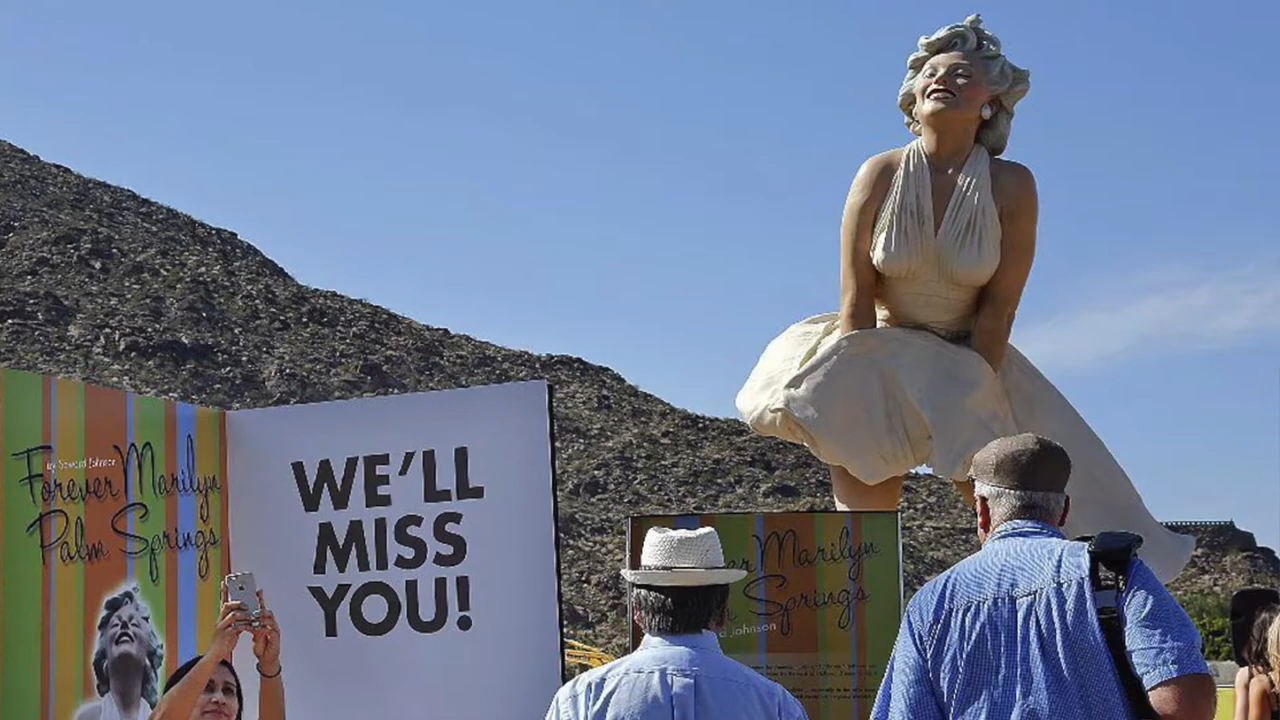 by Seward Johnson
Forever Marilyn
Palm Springs
WE'LL
MISS
YOU!
Marilyn
Springs
Johnson